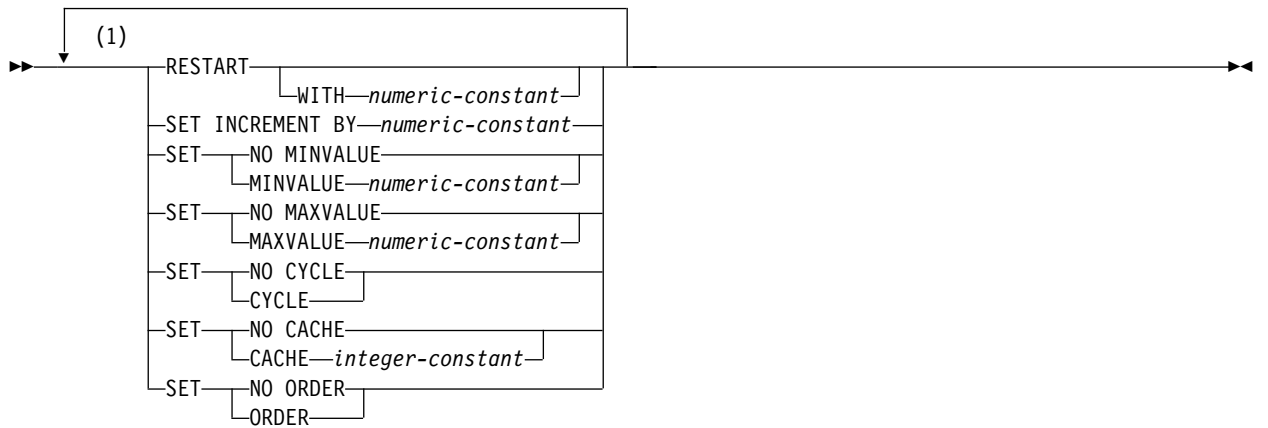 (1)
RESTART
WITH numeric-constant
SET INCREMENT BY numeric-constant
SET NO MINVALUE
MINVALUE numeric-constant
SET NO MAXVALUE
MAXVALUE numeric-constant
SET NO CYCLE
CYCLE
SET NO CACHE
CACHE integer-constant
SET NO ORDER
ORDER